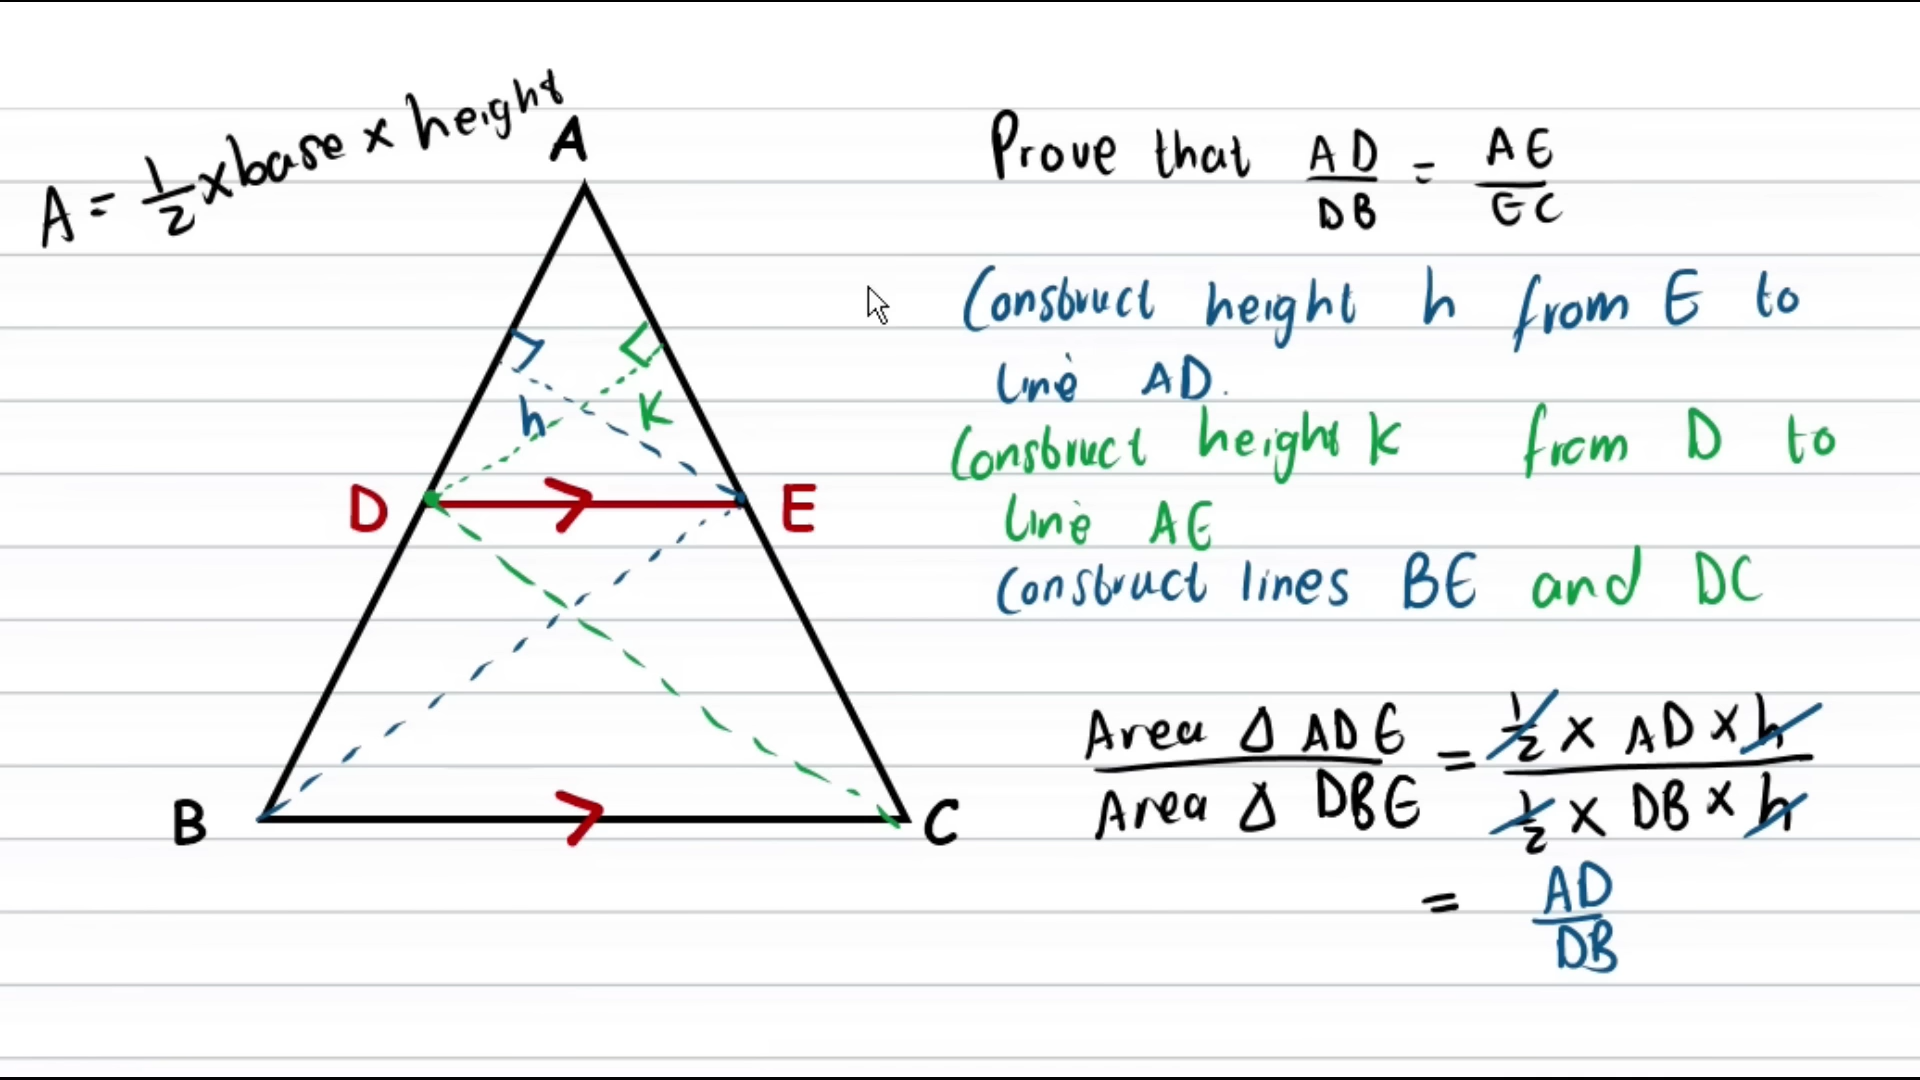 A = 1/2 x base x height
A
h
K
D
E
B
C
Prove that AD/DB = AE/EC
Construct height h from E to
line AD.
Construct height K from D to
line AE
Construct lines BE and DC
Area Δ ADE / Area Δ DBE = 1/2 x AD x h / 1/2 x DB x h
= AD/DB